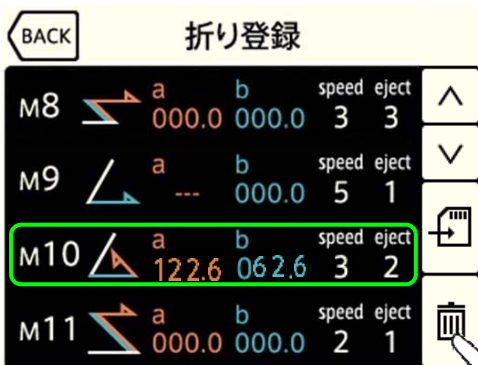 BACK 折り登録
M8 a 000.0 b 000.0 speed 3 eject 3
M9 a --- b 000.0 speed 5 eject 1
M10 a 122.6 b 062.6 speed 3 eject 2
M11 a 000.0 b 000.0 speed 2 eject 1